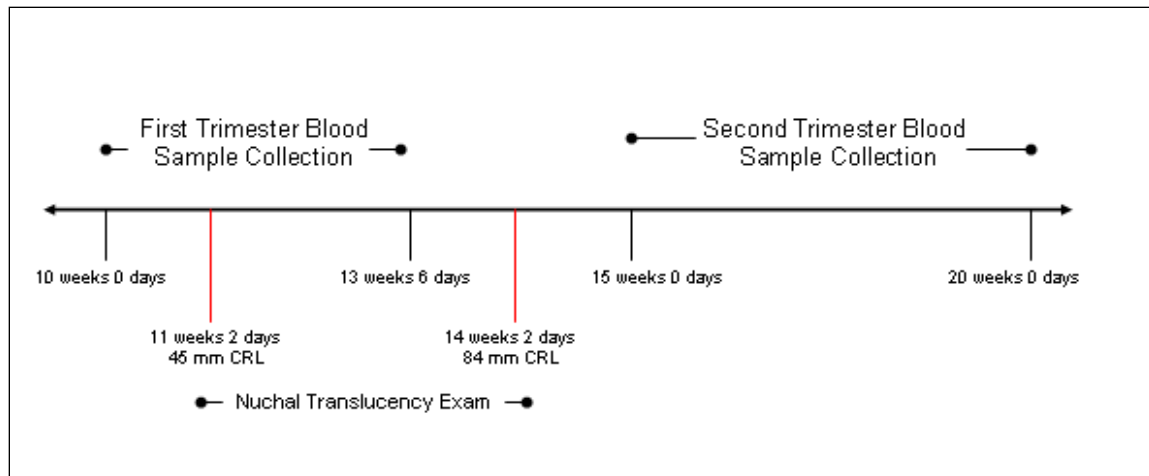 First Trimester Blood
Sample Collection
Second Trimester Blood
Sample Collection
10 weeks 0 days
13 weeks 6 days
15 weeks 0 days
20 weeks 0 days
11 weeks 2 days
45 mm CRL
14 weeks 2 days
84 mm CRL
Nuchal Translucency Exam